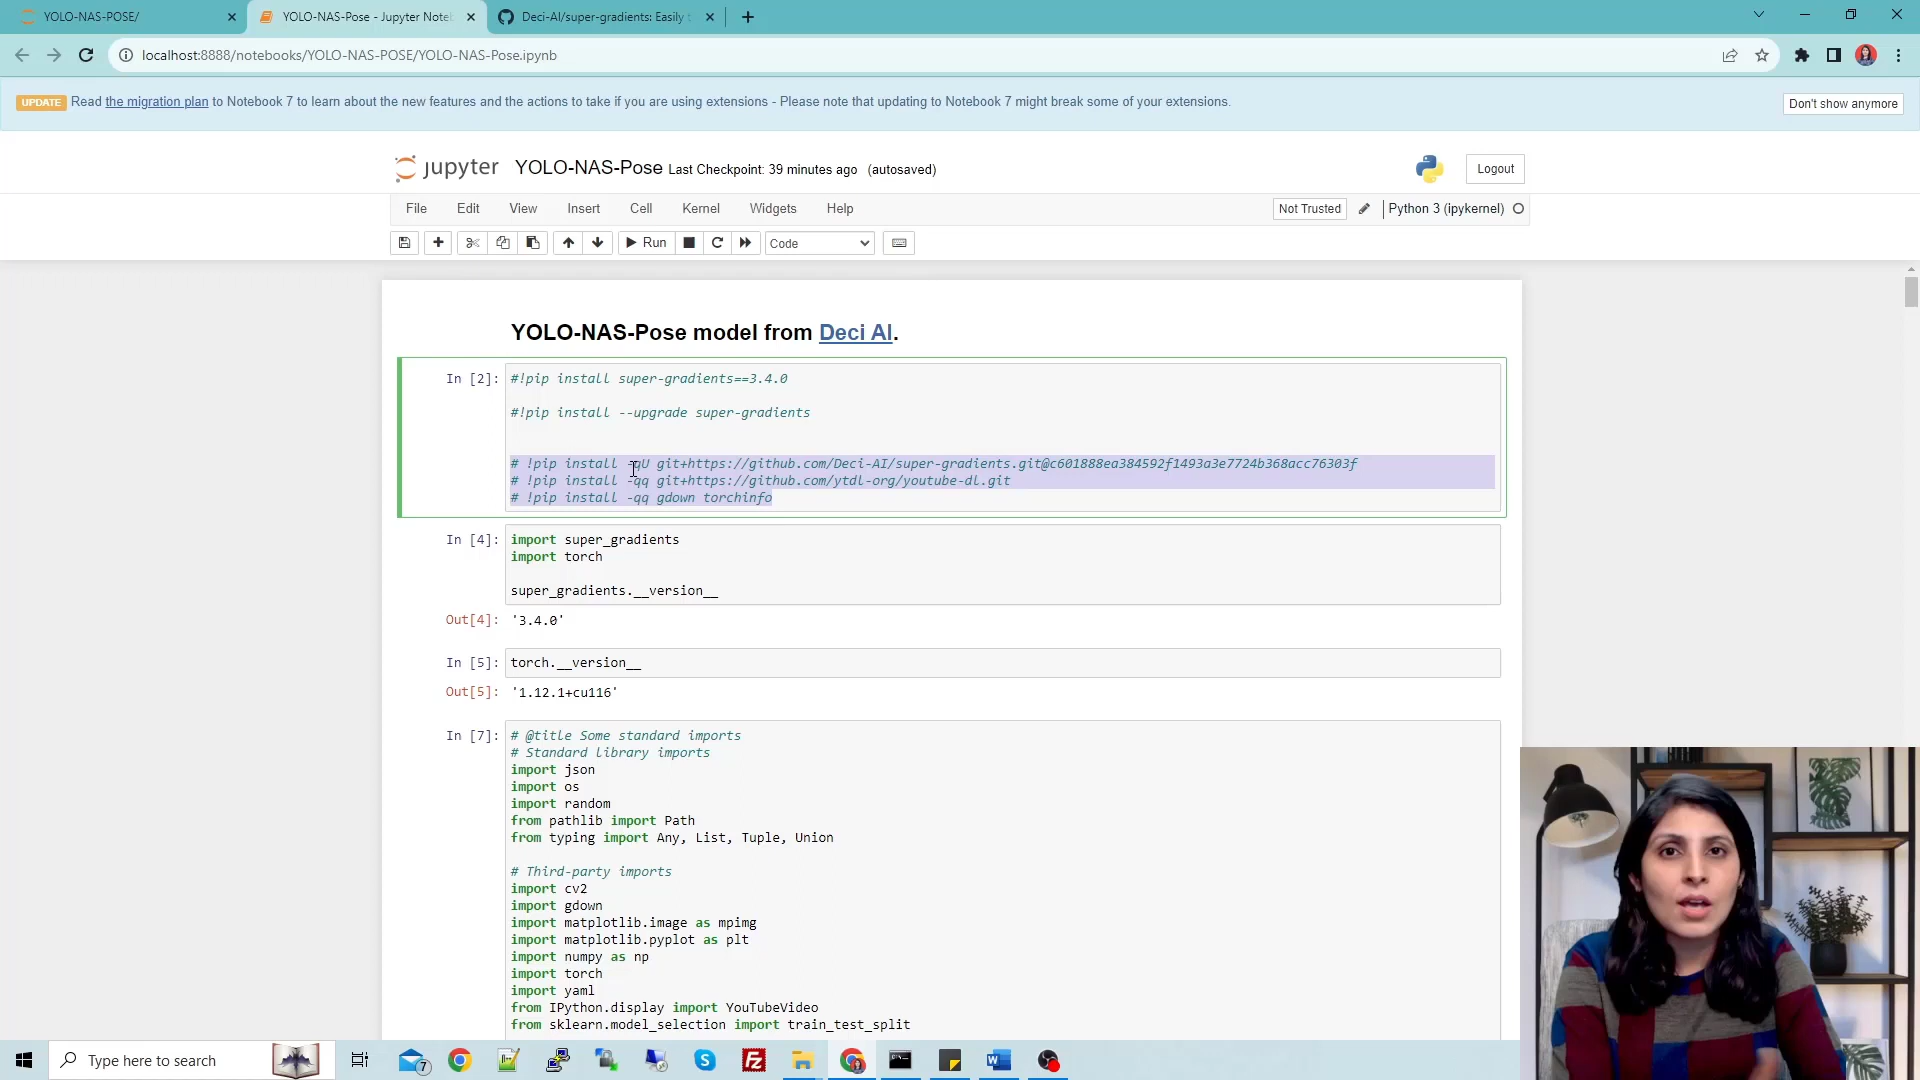 YOLO-NAS-POSE/
YOLO-NAS-Pose - Jupyter Note
Deci-AI/super-gradients: Easily t
localhost:8888/notebooks/YOLO-NAS-POSE/YOLO-NAS-Pose.ipynb
UPDATE Read the migration plan to Notebook 7 to learn about the new features and the actions to take if you are using extensions - Please note that updating to Notebook 7 might break some of your extensions.
Don't show anymore
jupyter YOLO-NAS-Pose Last Checkpoint: 39 minutes ago (autosaved)
Logout
File Edit View Insert Cell Kernel Widgets Help
Not Trusted
Python 3 (ipykernel)
Run
Code
YOLO-NAS-Pose model from Deci AI.
In [2]: #!pip install super-gradients==3.4.0
#!pip install --upgrade super-gradients
# !pip install -qU git+https://github.com/Deci-AI/super-gradients.git@c601888ea384592f1493a3e7724b368acc76303f
# !pip install -qq git+https://github.com/ytdl-org/youtube-dl.git
# !pip install -qq gdown torchinfo
In [4]: import super_gradients
import torch
super_gradients.__version__
Out[4]: '3.4.0'
In [5]: torch.__version__
Out[5]: '1.12.1+cu116'
In [7]: # @title Some standard imports
# Standard library imports
import json
import os
import random
from pathlib import Path
from typing import Any, List, Tuple, Union
# Third-party imports
import cv2
import gdown
import matplotlib.image as mpimg
import matplotlib.pyplot as plt
import numpy as np
import torch
import yaml
from IPython.display import YouTubeVideo
from sklearn.model_selection import train_test_split
Type here to search
7